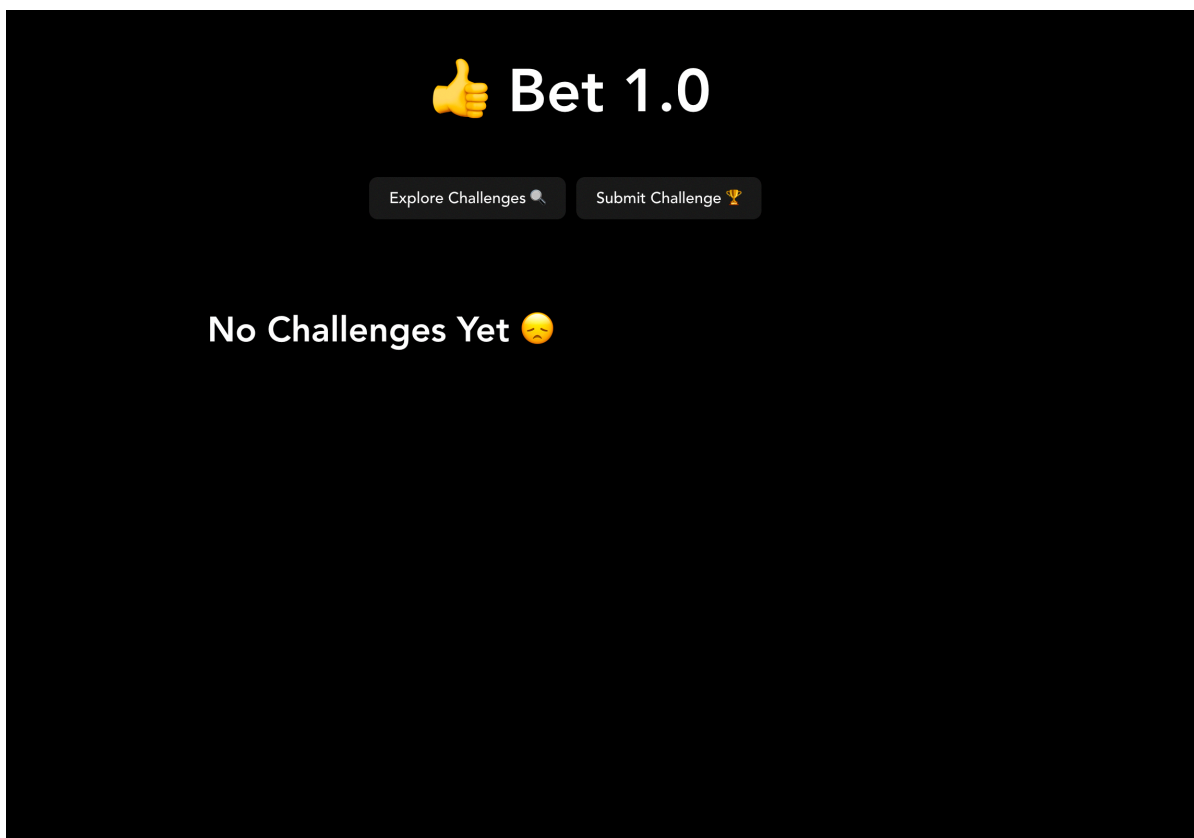 👍 Bet 1.0
Explore Challenges 🔍 Submit Challenge 🏆
No Challenges Yet 😞